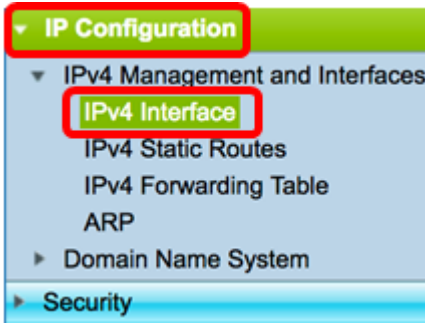 IP Configuration
IPv4 Management and Interfaces
IPv4 Interface
IPv4 Static Routes
IPv4 Forwarding Table
ARP
Domain Name System
Security